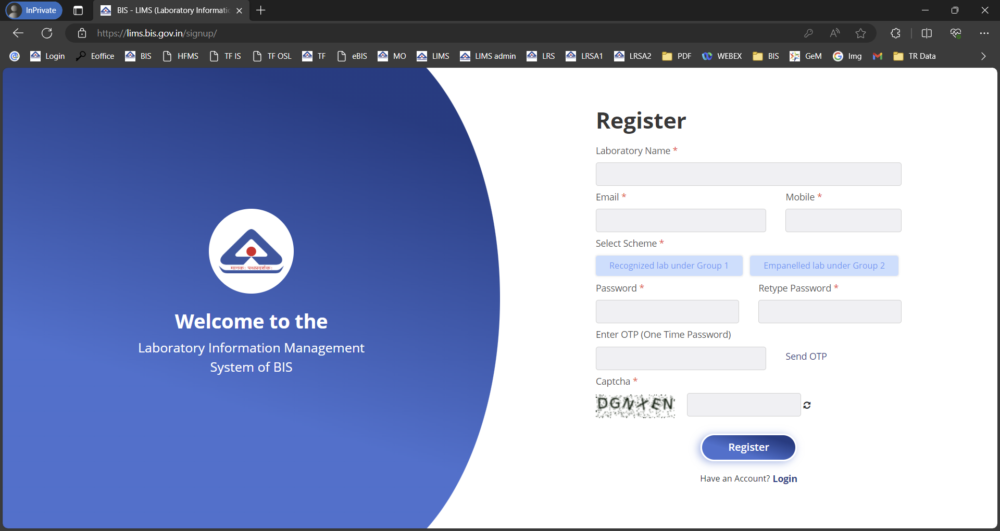 InPrivate
BIS - LIMS (Laboratory Informatic
https://lims.bis.gov.in/signup/
Login Eoffice BIS HFMS TF IS TF OSL TF eBIS MO LIMS LIMS admin LRS LRSA1 LRSA2 PDF WEBEX BIS GeM Img TR Data
मानकः पथप्रदर्शकः
Welcome to the
Laboratory Information Management
System of BIS
Register
Laboratory Name *
Email * Mobile *
Select Scheme *
Recognized lab under Group 1 Empanelled lab under Group 2
Password * Retype Password *
Enter OTP (One Time Password)
Send OTP
Captcha *
DGNXEN
Register
Have an Account? Login